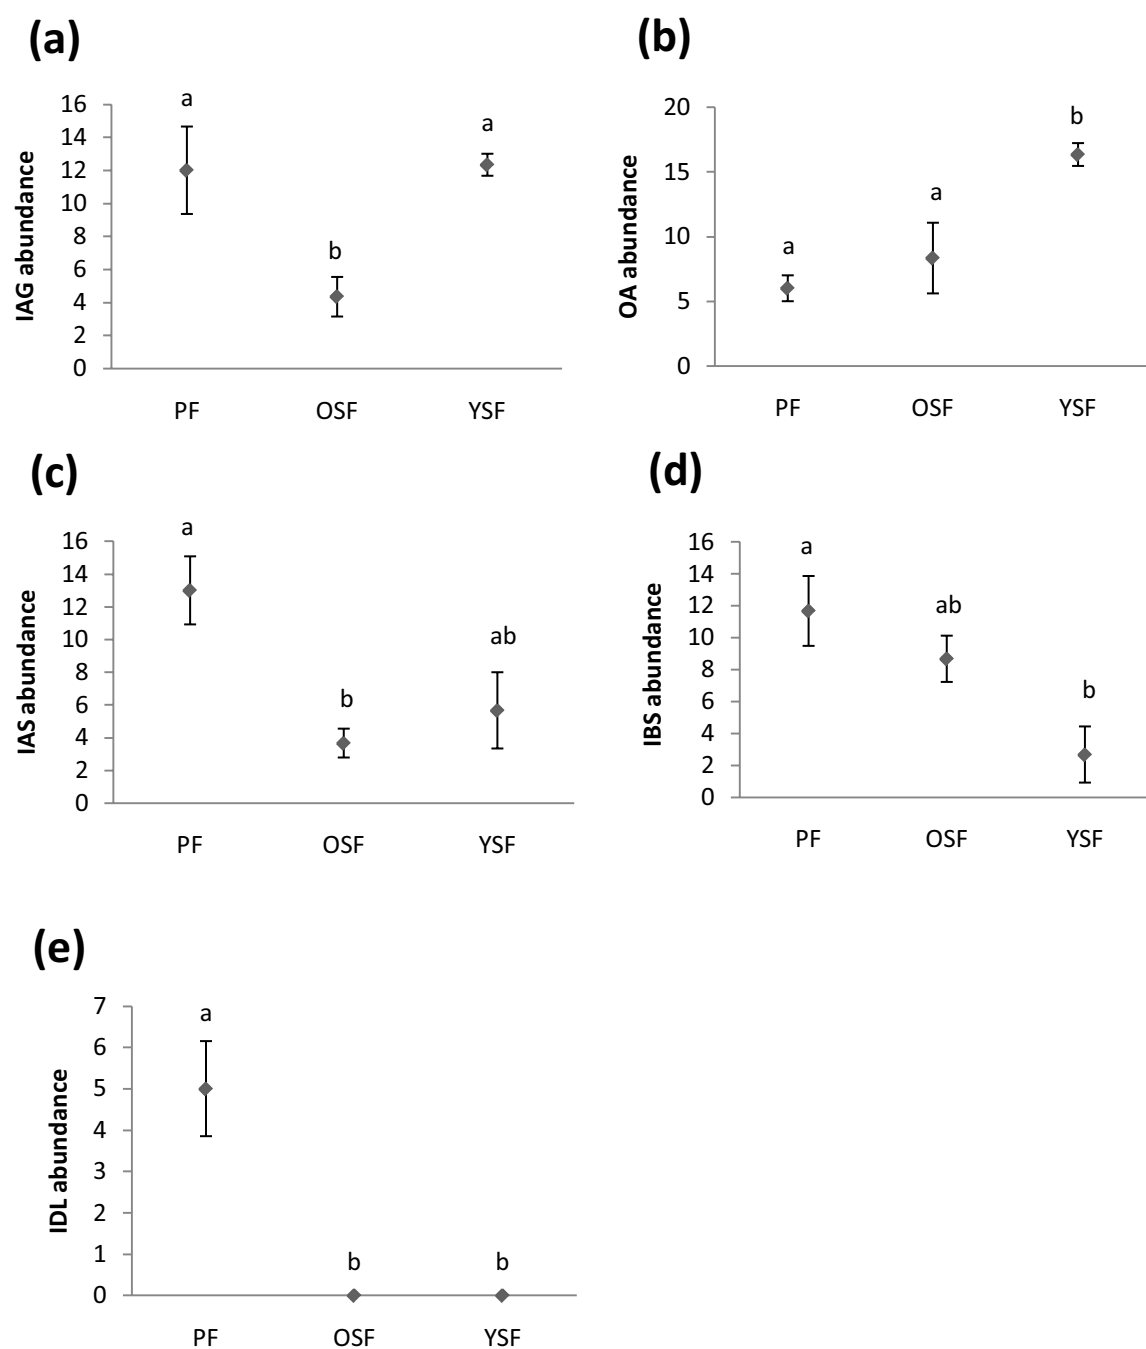 (a)
IAG abundance
16
14
12
10
8
6
4
2
0
a
b
a
PF OSF YSF
(b)
OA abundance
20
15
10
5
0
a
a
b
PF OSF YSF
(c)
IAS abundance
16
14
12
10
8
6
4
2
0
a
b
ab
PF OSF YSF
(d)
IBS abundance
16
14
12
10
8
6
4
2
0
a
ab
b
PF OSF YSF
(e)
IDL abundance
7
6
5
4
3
2
1
0
a
b
b
PF OSF YSF